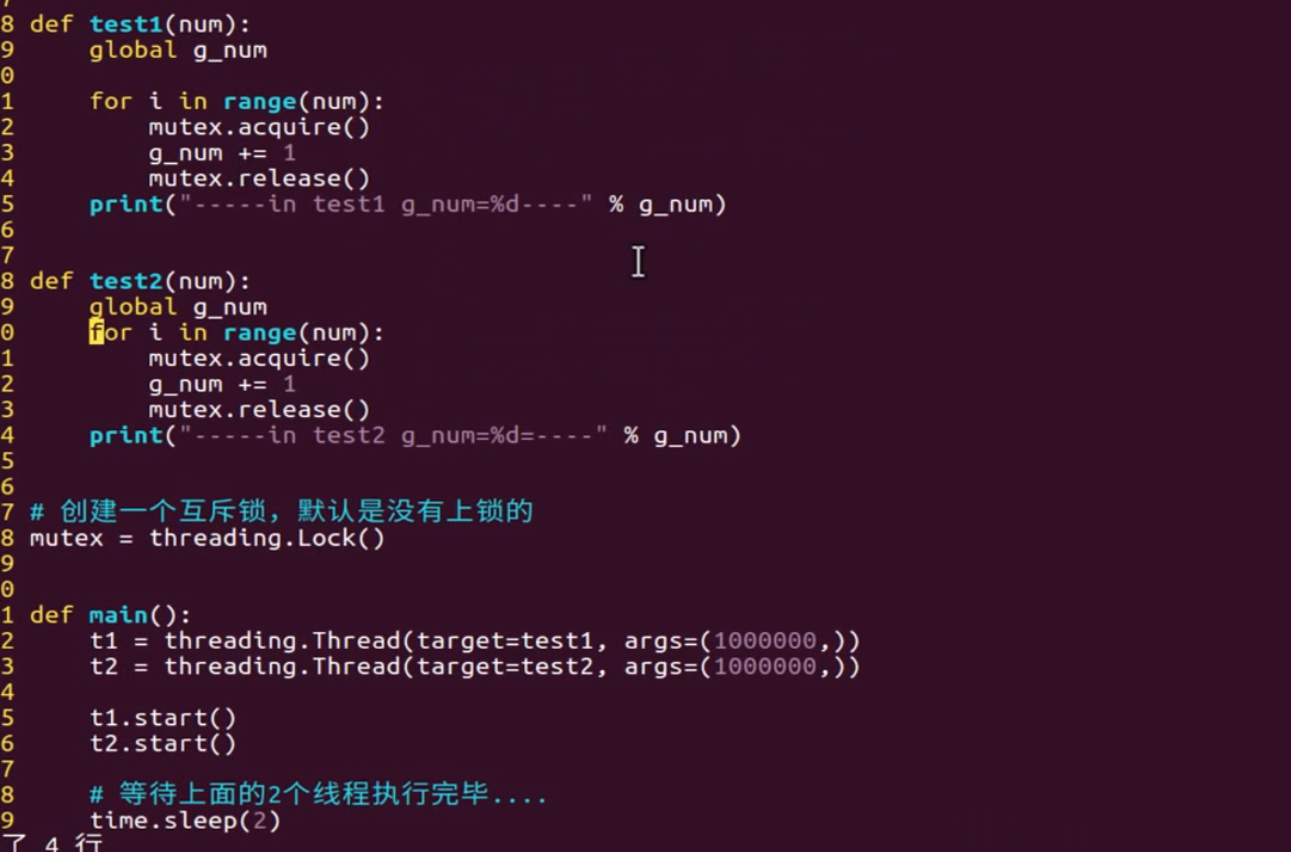 7
8 def test1(num):
9     global g_num
0
1     for i in range(num):
2         mutex.acquire()
3         g_num += 1
4         mutex.release()
5     print("-----in test1 g_num=%d----" % g_num)
6
7
8 def test2(num):
9     global g_num
0     for i in range(num):
1         mutex.acquire()
2         g_num += 1
3         mutex.release()
4     print("-----in test2 g_num=%d=----" % g_num)
5
6
7 # 创建一个互斥锁，默认是没有上锁的
8 mutex = threading.Lock()
9
0
1 def main():
2     t1 = threading.Thread(target=test1, args=(1000000,))
3     t2 = threading.Thread(target=test2, args=(1000000,))
4
5     t1.start()
6     t2.start()
7
8     # 等待上面的2个线程执行完毕....
9     time.sleep(2)
了 4 行